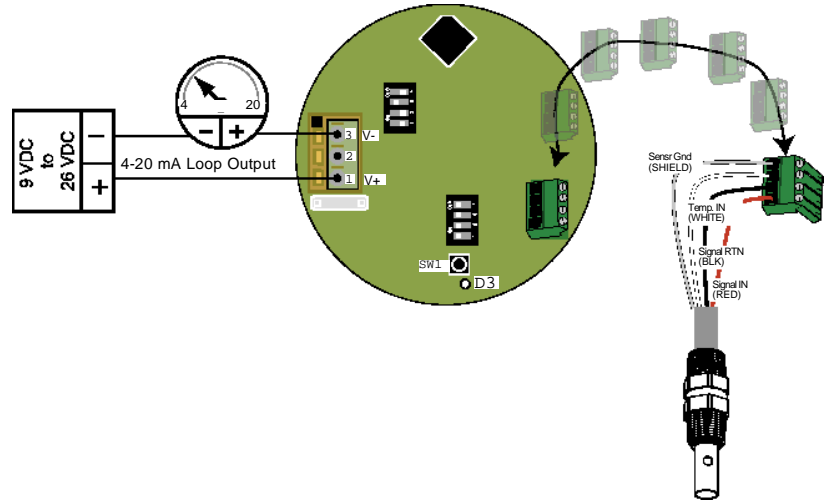 9 VDC
to
26 VDC
−
+
4
20
−
+
4-20 mA Loop Output
3 V-
2
1 V+
SW1
D3
Sensr Gnd
(SHIELD)
Temp. IN
(WHITE)
Signal RTN
(BLK)
Signal IN
(RED)